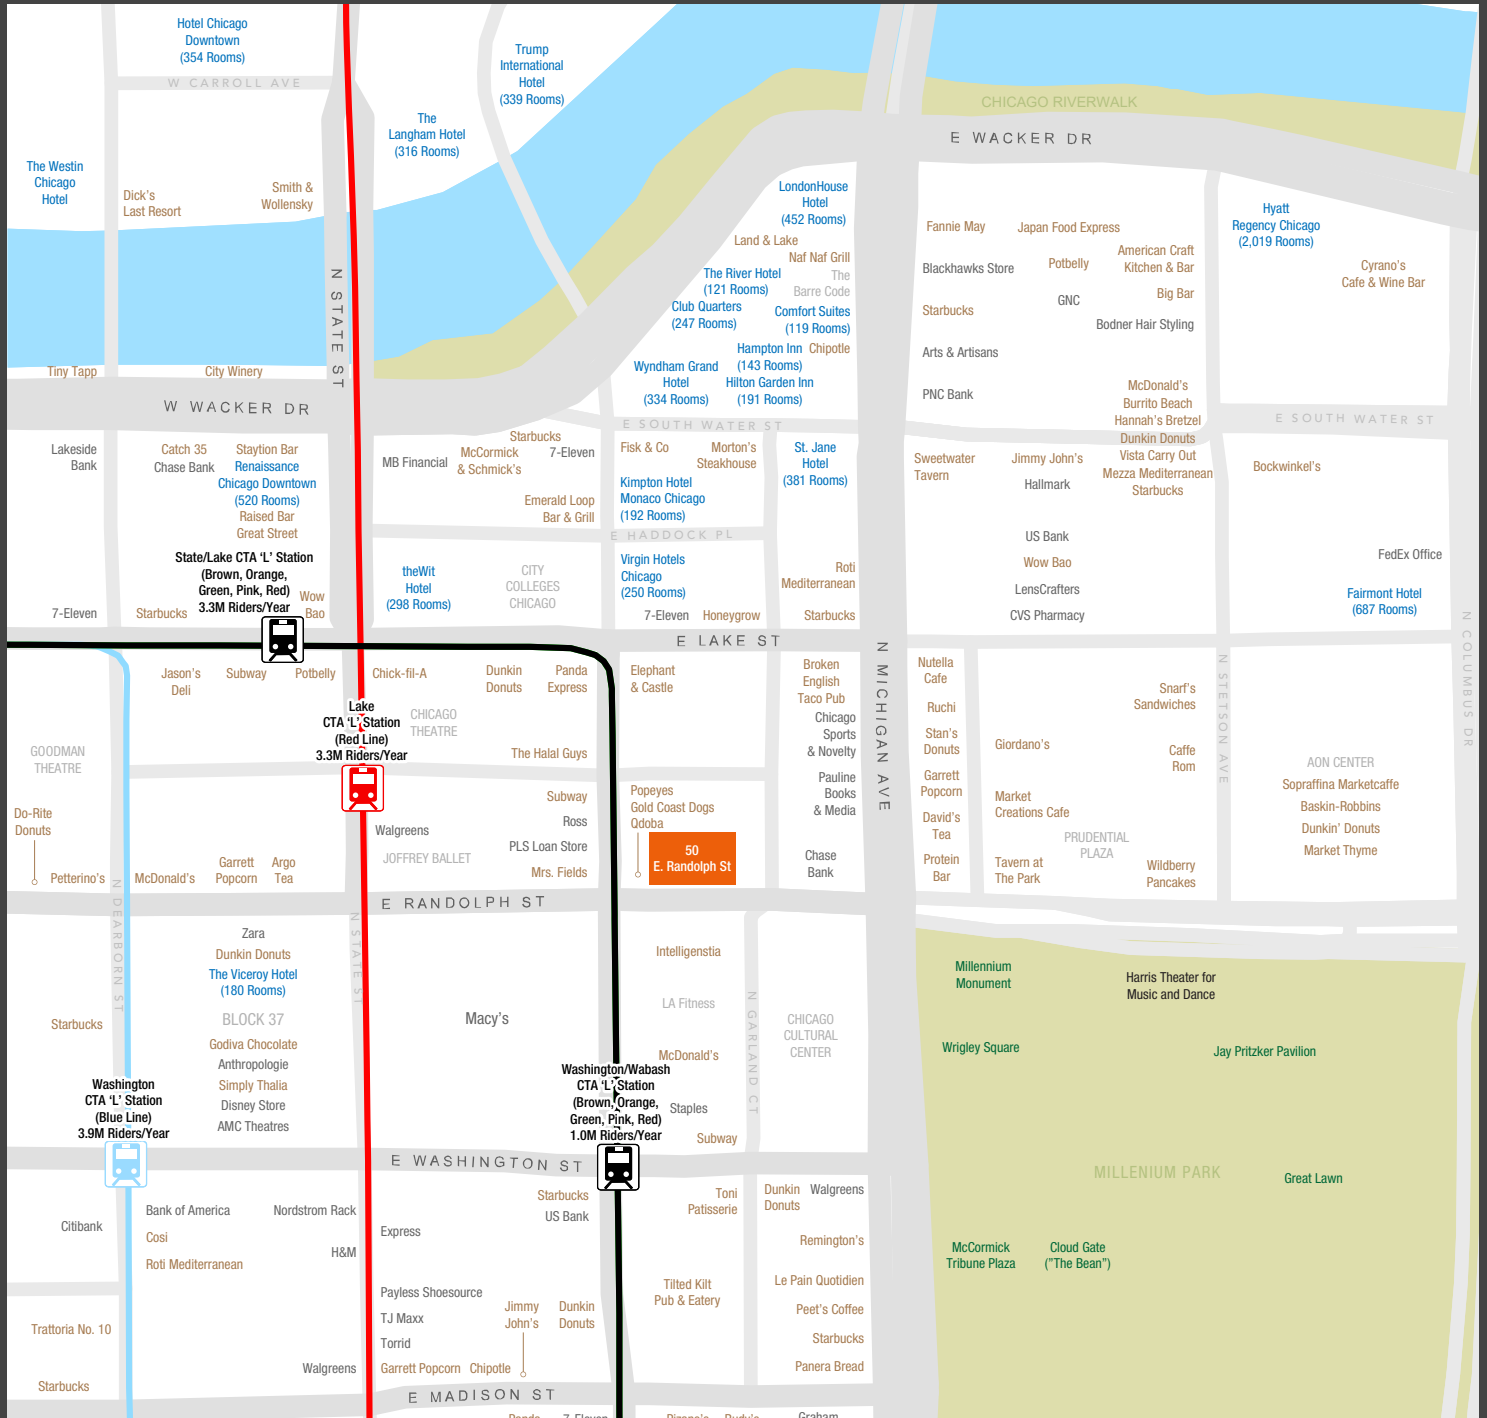 Hotel Chicago
Downtown
(354 Rooms)
W CARROLL AVE
Trump
International
Hotel
(339 Rooms)
The
Langham Hotel
(316 Rooms)
The Westin
Chicago
Hotel
Dick's
Last Resort
Smith &
Wollensky
CHICAGO RIVERWALK
E WACKER DR
N STATE ST
Tiny Tapp
City Winery
W WACKER DR
LondonHouse
Hotel
(452 Rooms)
Land & Lake
Naf Naf Grill
The River Hotel
(121 Rooms)
The
Barre Code
Club Quarters
(247 Rooms)
Comfort Suites
(119 Rooms)
Hampton Inn
(143 Rooms)
Chipotle
Wyndham Grand
Hotel
(334 Rooms)
Hilton Garden Inn
(191 Rooms)
E SOUTH WATER ST
Fannie May
Japan Food Express
Blackhawks Store
Potbelly
American Craft
Kitchen & Bar
Big Bar
GNC
Starbucks
Bodner Hair Styling
Arts & Artisans
PNC Bank
McDonald's
Burrito Beach
Hannah's Bretzel
Dunkin Donuts
Vista Carry Out
Mezza Mediterranean
Starbucks
Hyatt
Regency Chicago
(2,019 Rooms)
Cyrano's
Cafe & Wine Bar
E SOUTH WATER ST
Lakeside
Bank
Catch 35
Chase Bank
Staytion Bar
Renaissance
Chicago Downtown
(520 Rooms)
Raised Bar
Great Street
State/Lake CTA 'L' Station
(Brown, Orange,
Green, Pink, Red)
3.3M Riders/Year
Wow
Bao
7-Eleven
Starbucks
MB Financial
Starbucks
McCormick
& Schmick's
7-Eleven
Emerald Loop
Bar & Grill
theWit
Hotel
(298 Rooms)
CITY
COLLEGES
CHICAGO
Fisk & Co
Morton's
Steakhouse
Kimpton Hotel
Monaco Chicago
(192 Rooms)
E HADDOCK PL
Virgin Hotels
Chicago
(250 Rooms)
7-Eleven
Honeygrow
St. Jane
Hotel
(381 Rooms)
Roti
Mediterranean
Starbucks
Sweetwater
Tavern
Jimmy John's
Hallmark
US Bank
Wow Bao
LensCrafters
CVS Pharmacy
Bockwinkel's
FedEx Office
Fairmont Hotel
(687 Rooms)
E LAKE ST
N MICHIGAN AVE
N STETSON AVE
N COLUMBUS DR
Jason's
Deli
Subway
Potbelly
Chick-fil-A
Dunkin
Donuts
Panda
Express
Lake
CTA 'L' Station
(Red Line)
3.3M Riders/Year
CHICAGO
THEATRE
The Halal Guys
GOODMAN
THEATRE
Do-Rite
Donuts
Petterino's
McDonald's
Garrett
Popcorn
Argo
Tea
Walgreens
JOFFREY BALLET
Subway
Ross
PLS Loan Store
Mrs. Fields
Elephant
& Castle
Popeyes
Gold Coast Dogs
Qdoba
50
E. Randolph St
Broken
English
Taco Pub
Chicago
Sports
& Novelty
Pauline
Books
& Media
Chase
Bank
Nutella
Cafe
Ruchi
Stan's
Donuts
Garrett
Popcorn
David's
Tea
Protein
Bar
Giordano's
Market
Creations Cafe
Tavern at
The Park
PRUDENTIAL
PLAZA
Snarf's
Sandwiches
Caffe
Rom
Wildberry
Pancakes
AON CENTER
Sopraffina Marketcaffe
Baskin-Robbins
Dunkin' Donuts
Market Thyme
E RANDOLPH ST
N DEARBORN ST
N STATE ST
Zara
Dunkin Donuts
The Viceroy Hotel
(180 Rooms)
BLOCK 37
Godiva Chocolate
Anthropologie
Simply Thalia
Disney Store
AMC Theatres
Starbucks
Washington
CTA 'L' Station
(Blue Line)
3.9M Riders/Year
Macy's
Intelligenstia
LA Fitness
McDonald's
Washington/Wabash
CTA 'L' Station
(Brown, Orange,
Green, Pink, Red)
1.0M Riders/Year
Staples
Subway
N GARLAND CT
CHICAGO
CULTURAL
CENTER
Millennium
Monument
Harris Theater for
Music and Dance
Wrigley Square
Jay Pritzker Pavilion
MILLENIUM PARK
Great Lawn
McCormick
Tribune Plaza
Cloud Gate
("The Bean")
E WASHINGTON ST
Citibank
Bank of America
Cosi
Roti Mediterranean
Nordstrom Rack
H&M
Trattoria No. 10
Starbucks
Walgreens
Express
Starbucks
US Bank
Payless Shoesource
TJ Maxx
Torrid
Garrett Popcorn
Chipotle
Jimmy
John's
Dunkin
Donuts
Toni
Patisserie
Tilted Kilt
Pub & Eatery
Dunkin
Donuts
Walgreens
Remington's
Le Pain Quotidien
Peet's Coffee
Starbucks
Panera Bread
E MADISON ST
7-Eleven
Graham